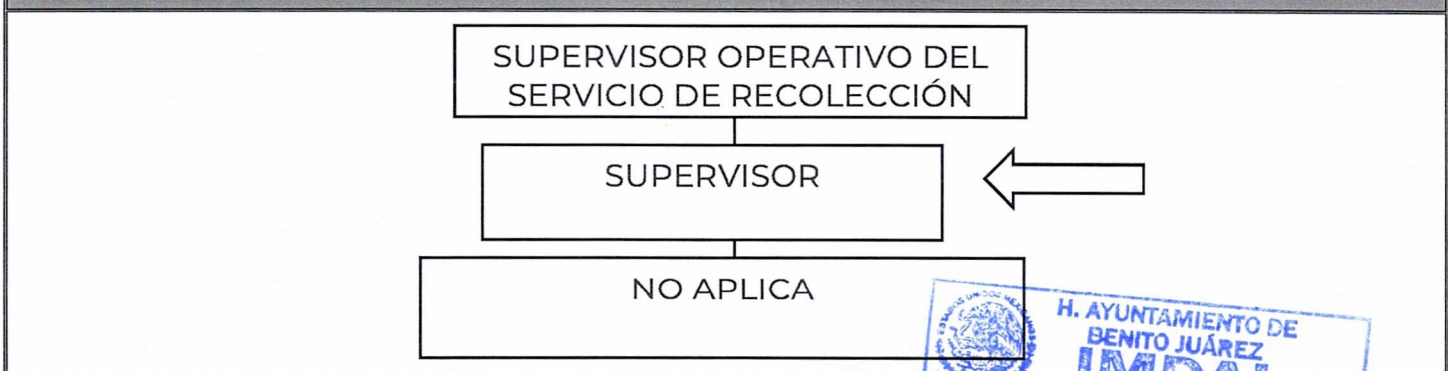 SUPERVISOR OPERATIVO DEL
SERVICIO DE RECOLECCIÓN
SUPERVISOR
NO APLICA
H. AYUNTAMIENTO DE
BENITO JUÁREZ